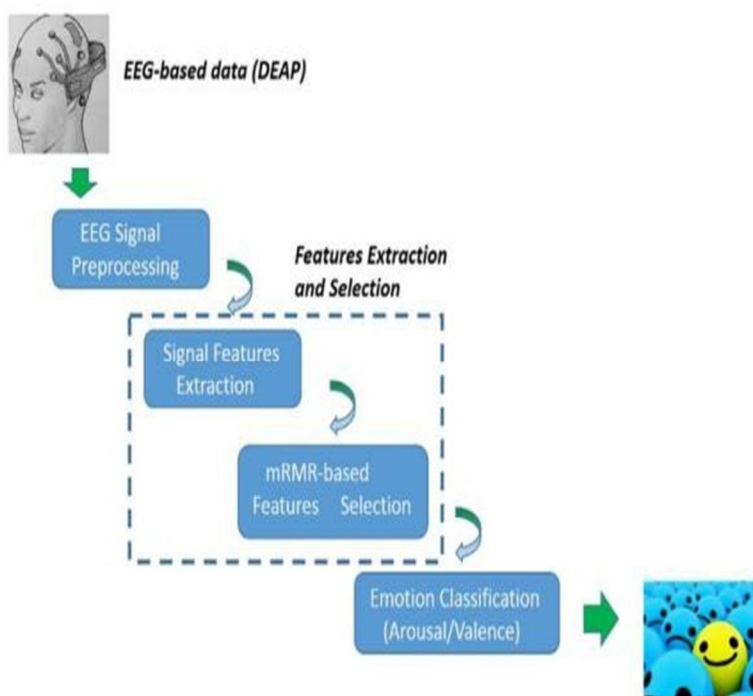 EEG-based data (DEAP)
EEG Signal
Preprocessing
Features Extraction
and Selection
Signal Features
Extraction
mRMR-based
Features Selection
Emotion Classification
(Arousal/Valence)